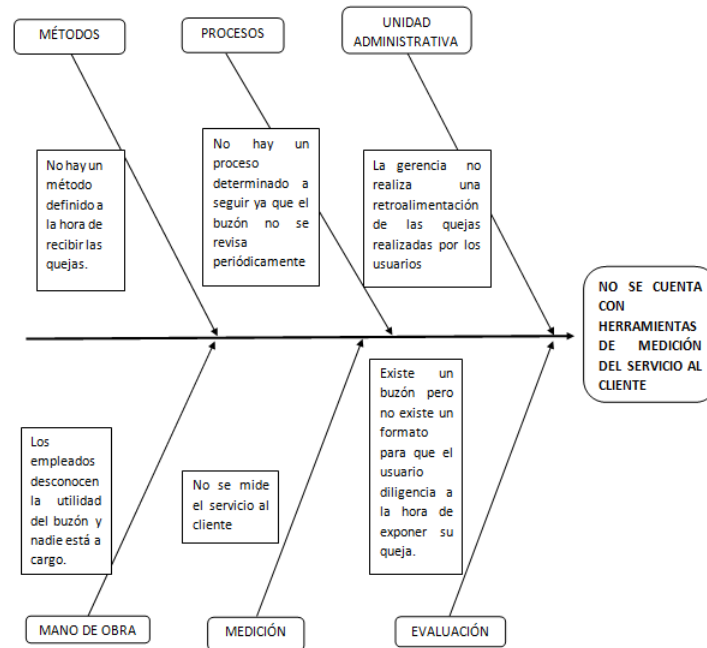 MÉTODOS
PROCESOS
UNIDAD
ADMINISTRATIVA
No hay un
método
definido a
la hora de
recibir las
quejas.
No hay un
proceso
determinado a
seguir ya que el
buzón no se
revisa
periódicamente
La gerencia no
realiza una
retroalimentación
de las quejas
realizadas por los
usuarios
NO SE CUENTA
CON
HERRAMIENTAS
DE MEDICIÓN
DEL SERVICIO AL
CLIENTE
Los
empleados
desconocen
la utilidad
del buzón y
nadie está a
cargo.
No se mide
el servicio al
cliente
Existe un
buzón pero
no existe un
formato
para que el
usuario
diligencia a
la hora de
exponer su
queja.
MANO DE OBRA
MEDICIÓN
EVALUACIÓN